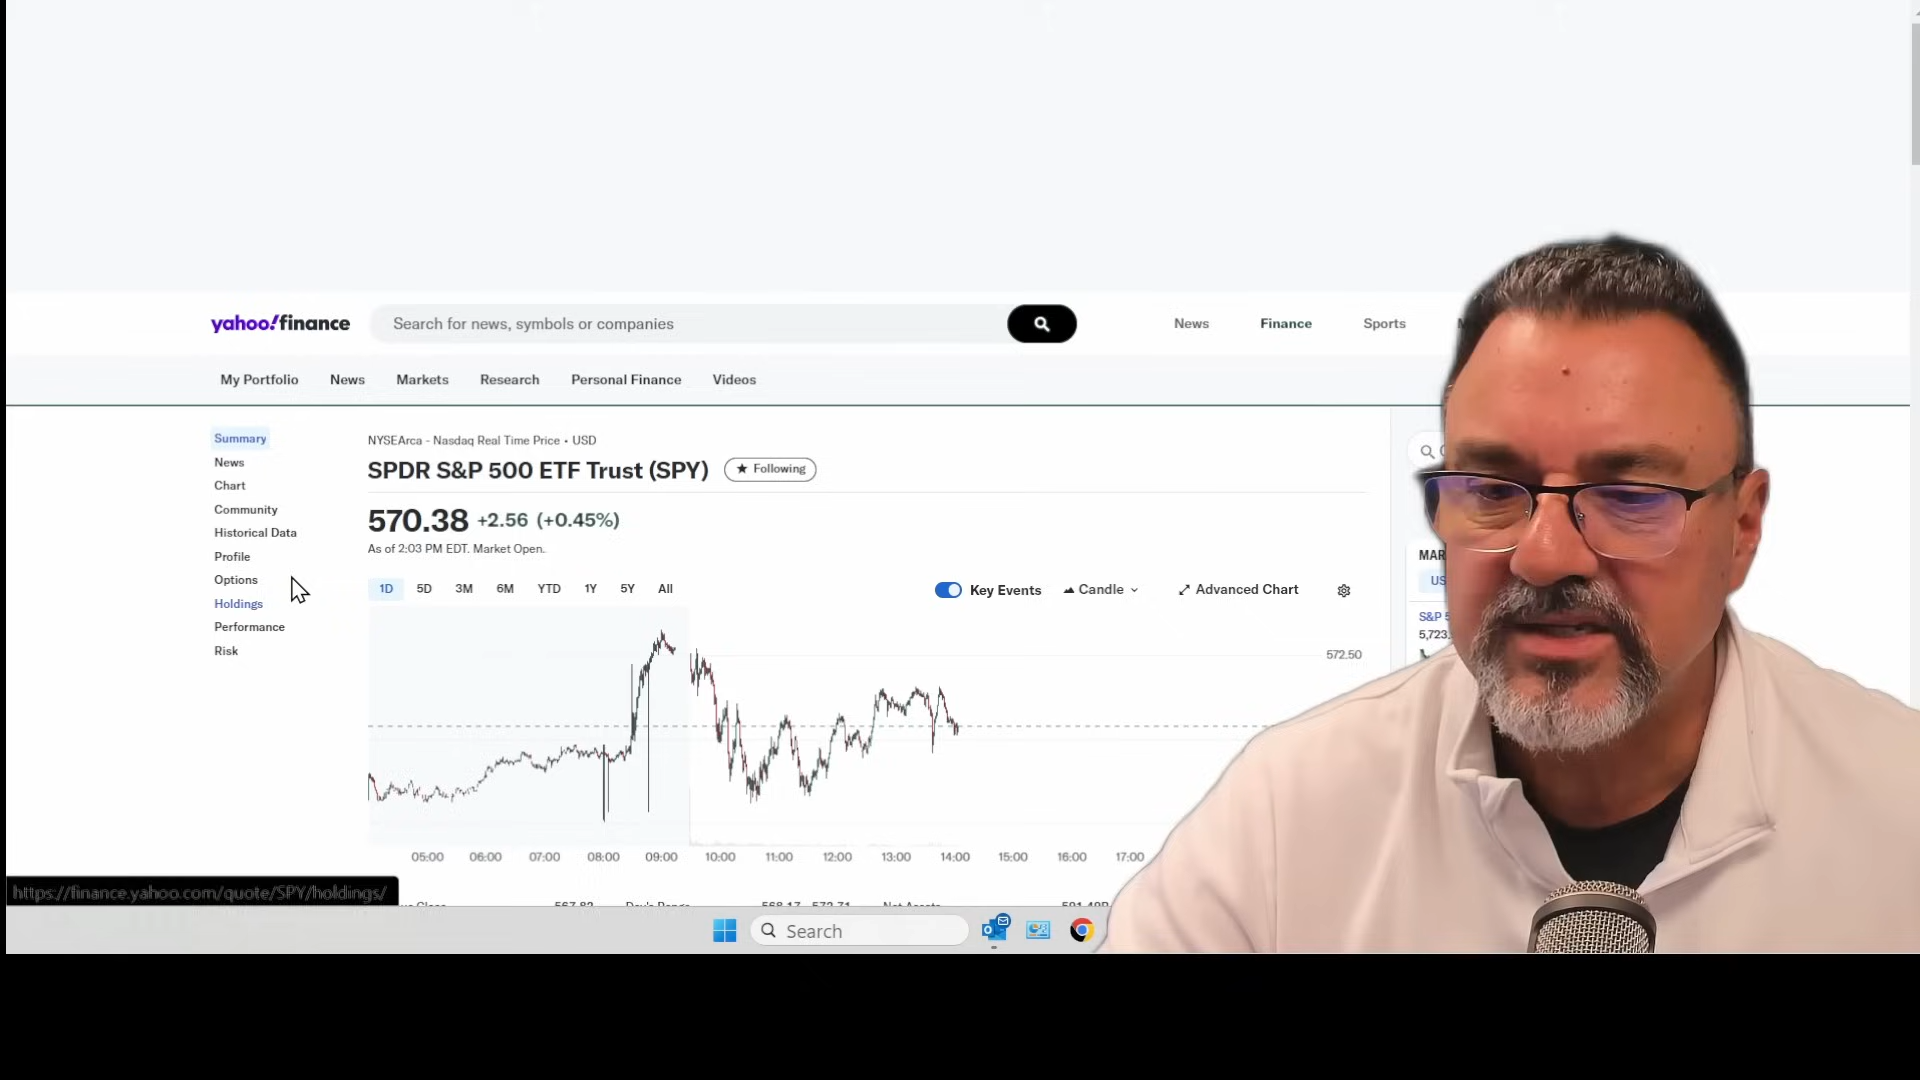 yahoo!finance
Search for news, symbols or companies
News
Finance
Sports
My Portfolio
News
Markets
Research
Personal Finance
Videos
Summary
News
Chart
Community
Historical Data
Profile
Options
Holdings
Performance
Risk
NYSEArca - Nasdaq Real Time Price • USD
SPDR S&P 500 ETF Trust (SPY)
★ Following
570.38 +2.56 (+0.45%)
As of 2:03 PM EDT. Market Open.
1D 5D 3M 6M YTD 1Y 5Y All
Key Events
Candle
Advanced Chart
572.50
05:00 06:00 07:00 08:00 09:00 10:00 11:00 12:00 13:00 14:00 15:00 16:00 17:00
US
S&P
5,723.
https://finance.yahoo.com/quote/SPY/holdings/
Search